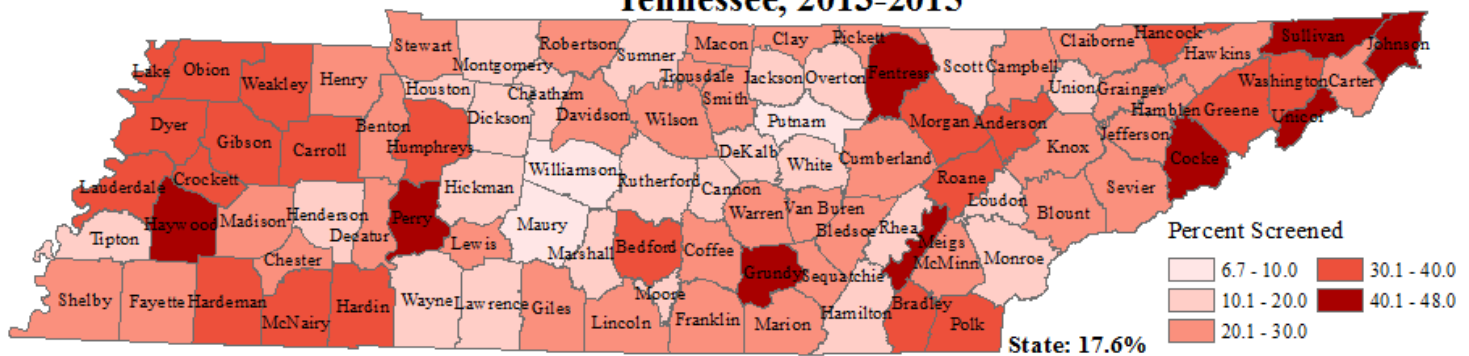 Tennessee, 2013-2015
Stewart
Robertson
Macon
Clay
Pickett
Claiborne
Hancock
Sullivan
Johnson
Lake
Obion
Weakley
Henry
Montgomery
Sumner
Trousdale
Jackson
Overton
Fentress
Scott
Campbell
Hawkins
Houston
Cheatham
Smith
Union
Grainger
Washington
Carter
Dyer
Gibson
Carroll
Benton
Humphreys
Dickson
Davidson
Wilson
Putnam
Morgan
Anderson
Hamblen
Greene
Unicoi
Knox
Jefferson
Cocke
Lauderdale
Crockett
Williamson
Rutherford
DeKalb
White
Cumberland
Roane
Sevier
Haywood
Madison
Henderson
Decatur
Perry
Hickman
Maury
Cannon
Warren
Van Buren
Bledsoe
Rhea
Loudon
Blount
Tipton
Chester
Lewis
Marshall
Bedford
Coffee
Grundy
Sequatchie
Meigs
McMinn
Monroe
Shelby
Fayette
Hardeman
McNairy
Hardin
Wayne
Lawrence
Giles
Lincoln
Moore
Franklin
Marion
Hamilton
Bradley
Polk
Percent Screened
6.7 - 10.0
30.1 - 40.0
10.1 - 20.0
40.1 - 48.0
20.1 - 30.0
State: 17.6%